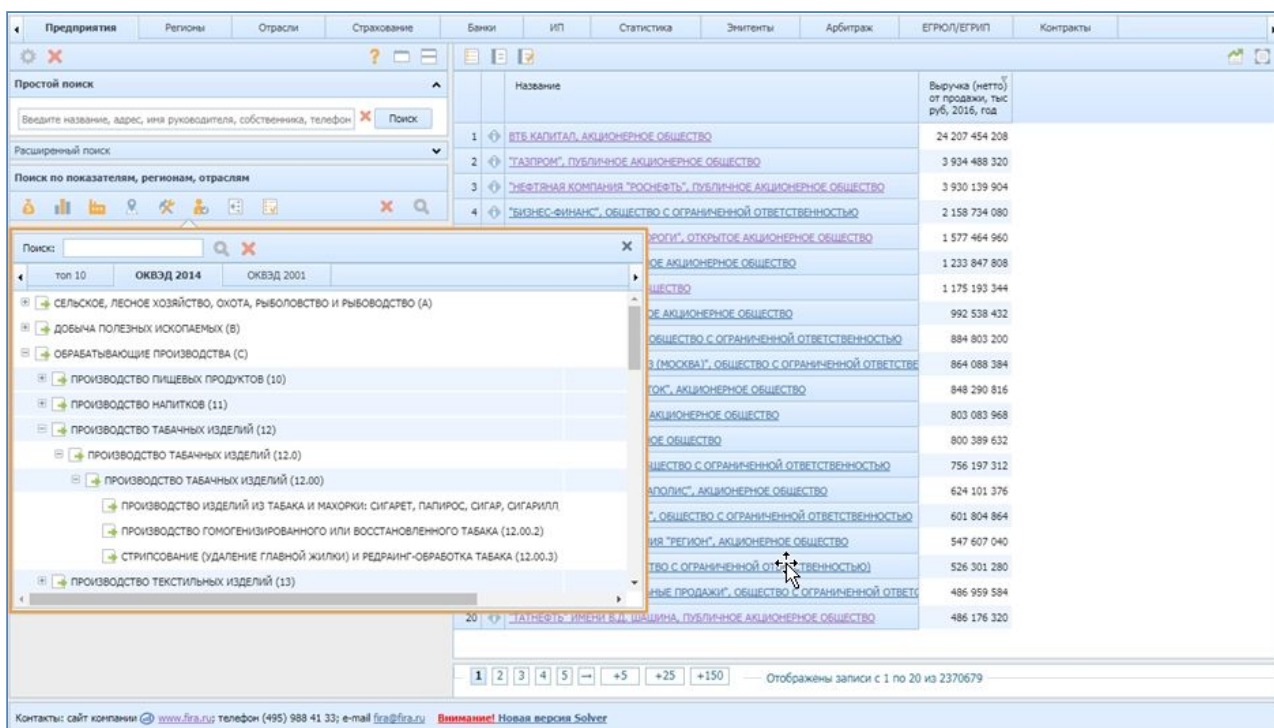 Предприятия Регионы Отрасли Страхование Банки ИП Статистика Эмитенты Арбитраж ЕГРЮЛ/ЕГРИП Контракты
Простой поиск
Введите название, адрес, имя руководителя, собственника, телефон Поиск
Расширенный поиск
Поиск по показателям, регионам, отраслям
Поиск:
топ 10 ОКВЭД 2014 ОКВЭД 2001
СЕЛЬСКОЕ, ЛЕСНОЕ ХОЗЯЙСТВО, ОХОТА, РЫБОЛОВСТВО И РЫБОВОДСТВО (A)
ДОБЫЧА ПОЛЕЗНЫХ ИСКОПАЕМЫХ (B)
ОБРАБАТЫВАЮЩИЕ ПРОИЗВОДСТВА (C)
ПРОИЗВОДСТВО ПИЩЕВЫХ ПРОДУКТОВ (10)
ПРОИЗВОДСТВО НАПИТКОВ (11)
ПРОИЗВОДСТВО ТАБАЧНЫХ ИЗДЕЛИЙ (12)
ПРОИЗВОДСТВО ТАБАЧНЫХ ИЗДЕЛИЙ (12.0)
ПРОИЗВОДСТВО ТАБАЧНЫХ ИЗДЕЛИЙ (12.00)
ПРОИЗВОДСТВО ИЗДЕЛИЙ ИЗ ТАБАКА И МАХОРКИ: СИГАРЕТ, ПАПИРОС, СИГАР, СИГАРИЛЛ,
ПРОИЗВОДСТВО ГОМОГЕНИЗИРОВАННОГО ИЛИ ВОССТАНОВЛЕННОГО ТАБАКА (12.00.2)
СТРИПСОВАНИЕ (УДАЛЕНИЕ ГЛАВНОЙ ЖИЛКИ) И РЕДРАИНГ-ОБРАБОТКА ТАБАКА (12.00.3)
ПРОИЗВОДСТВО ТЕКСТИЛЬНЫХ ИЗДЕЛИЙ (13)
Название
Выручка (нетто)
от продажи, тыс
руб, 2016, год
1 ВТБ КАПИТАЛ, АКЦИОНЕРНОЕ ОБЩЕСТВО 24 207 454 208
2 "ГАЗПРОМ", ПУБЛИЧНОЕ АКЦИОНЕРНОЕ ОБЩЕСТВО 3 934 488 320
3 "НЕФТЯНАЯ КОМПАНИЯ "РОСНЕФТЬ", ПУБЛИЧНОЕ АКЦИОНЕРНОЕ ОБЩЕСТВО 3 930 139 904
4 "БИЗНЕС-ФИНАНС", ОБЩЕСТВО С ОГРАНИЧЕННОЙ ОТВЕТСТВЕННОСТЬЮ 2 158 734 080
ОРОГИ", ОТКРЫТОЕ АКЦИОНЕРНОЕ ОБЩЕСТВО 1 577 464 960
ОЕ АКЦИОНЕРНОЕ ОБЩЕСТВО 1 233 847 808
ЩЕСТВО 1 175 193 344
ОЕ АКЦИОНЕРНОЕ ОБЩЕСТВО 992 538 432
ОБЩЕСТВО С ОГРАНИЧЕННОЙ ОТВЕТСТВЕННОСТЬЮ 884 803 200
З (МОСКВА)", ОБЩЕСТВО С ОГРАНИЧЕННОЙ ОТВЕТСТВЕ 864 088 384
ТОК", АКЦИОНЕРНОЕ ОБЩЕСТВО 848 290 816
АКЦИОНЕРНОЕ ОБЩЕСТВО 803 083 968
ОЕ ОБЩЕСТВО 800 389 632
ЩЕСТВО С ОГРАНИЧЕННОЙ ОТВЕТСТВЕННОСТЬЮ 756 197 312
АПОЛИС", АКЦИОНЕРНОЕ ОБЩЕСТВО 624 101 376
", ОБЩЕСТВО С ОГРАНИЧЕННОЙ ОТВЕТСТВЕННОСТЬЮ 601 804 864
ИЯ "РЕГИОН", АКЦИОНЕРНОЕ ОБЩЕСТВО 547 607 040
ТВО С ОГРАНИЧЕННОЙ ОТВЕТСТВЕННОСТЬЮ) 526 301 280
НЫЕ ПРОДАЖИ", ОБЩЕСТВО С ОГРАНИЧЕННОЙ ОТВЕТС 486 959 584
20 "ТАТНЕФТЬ" ИМЕНИ В.Д. ШАШИНА, ПУБЛИЧНОЕ АКЦИОНЕРНОЕ ОБЩЕСТВО 486 176 320
1 2 3 4 5 → +5 +25 +150 Отображены записи с 1 по 20 из 2370679
Контакты: сайт компании www.fira.ru; телефон (495) 988 41 33; e-mail fira@fira.ru Внимание! Новая версия Solver